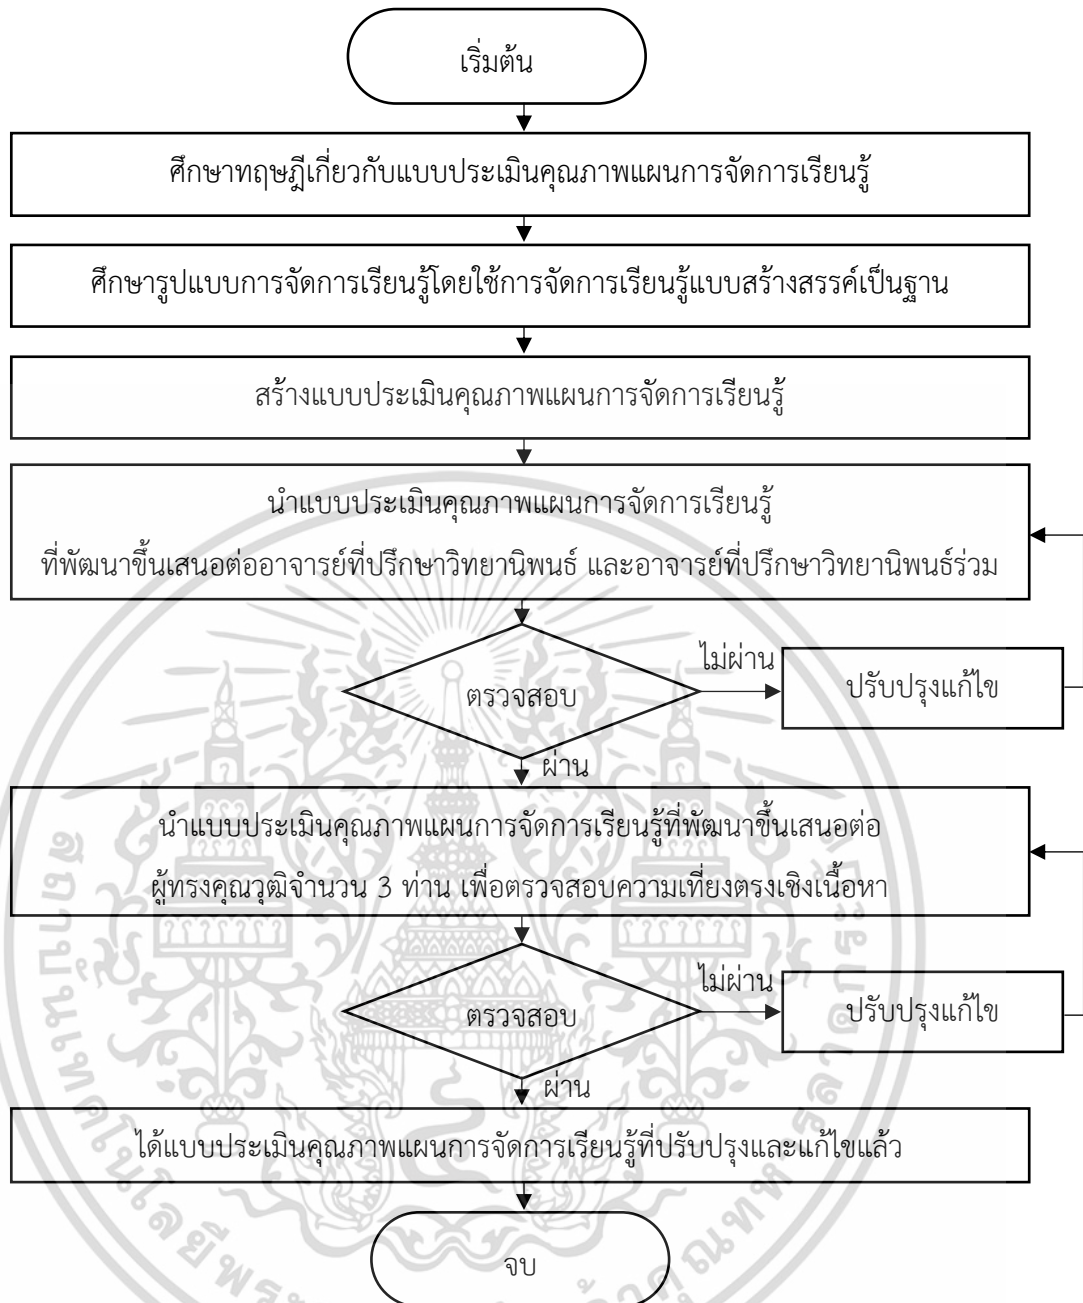 เริ่มต้น
ศึกษาทฤษฎีเกี่ยวกับแบบประเมินคุณภาพแผนการจัดการเรียนรู้
ศึกษารูปแบบการจัดการเรียนรู้โดยใช้การจัดการเรียนรู้แบบสร้างสรรค์เป็นฐาน
สร้างแบบประเมินคุณภาพแผนการจัดการเรียนรู้
นำแบบประเมินคุณภาพแผนการจัดการเรียนรู้
ที่พัฒนาขึ้นเสนอต่ออาจารย์ที่ปรึกษาวิทยานิพนธ์ และอาจารย์ที่ปรึกษาวิทยานิพนธ์ร่วม
ตรวจสอบ
ไม่ผ่าน
ปรับปรุงแก้ไข
ผ่าน
นำแบบประเมินคุณภาพแผนการจัดการเรียนรู้ที่พัฒนาขึ้นเสนอต่อ
ผู้ทรงคุณวุฒิจำนวน 3 ท่าน เพื่อตรวจสอบความเที่ยงตรงเชิงเนื้อหา
ตรวจสอบ
ไม่ผ่าน
ปรับปรุงแก้ไข
ผ่าน
ได้แบบประเมินคุณภาพแผนการจัดการเรียนรู้ที่ปรับปรุงและแก้ไขแล้ว
จบ